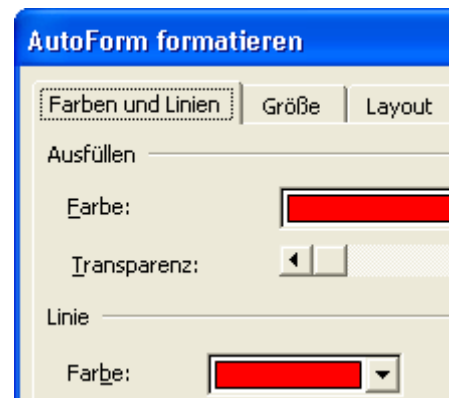 AutoForm formatieren
Farben und Linien Größe Layout
Ausfüllen
Farbe:
Transparenz:
Linie
Farbe: